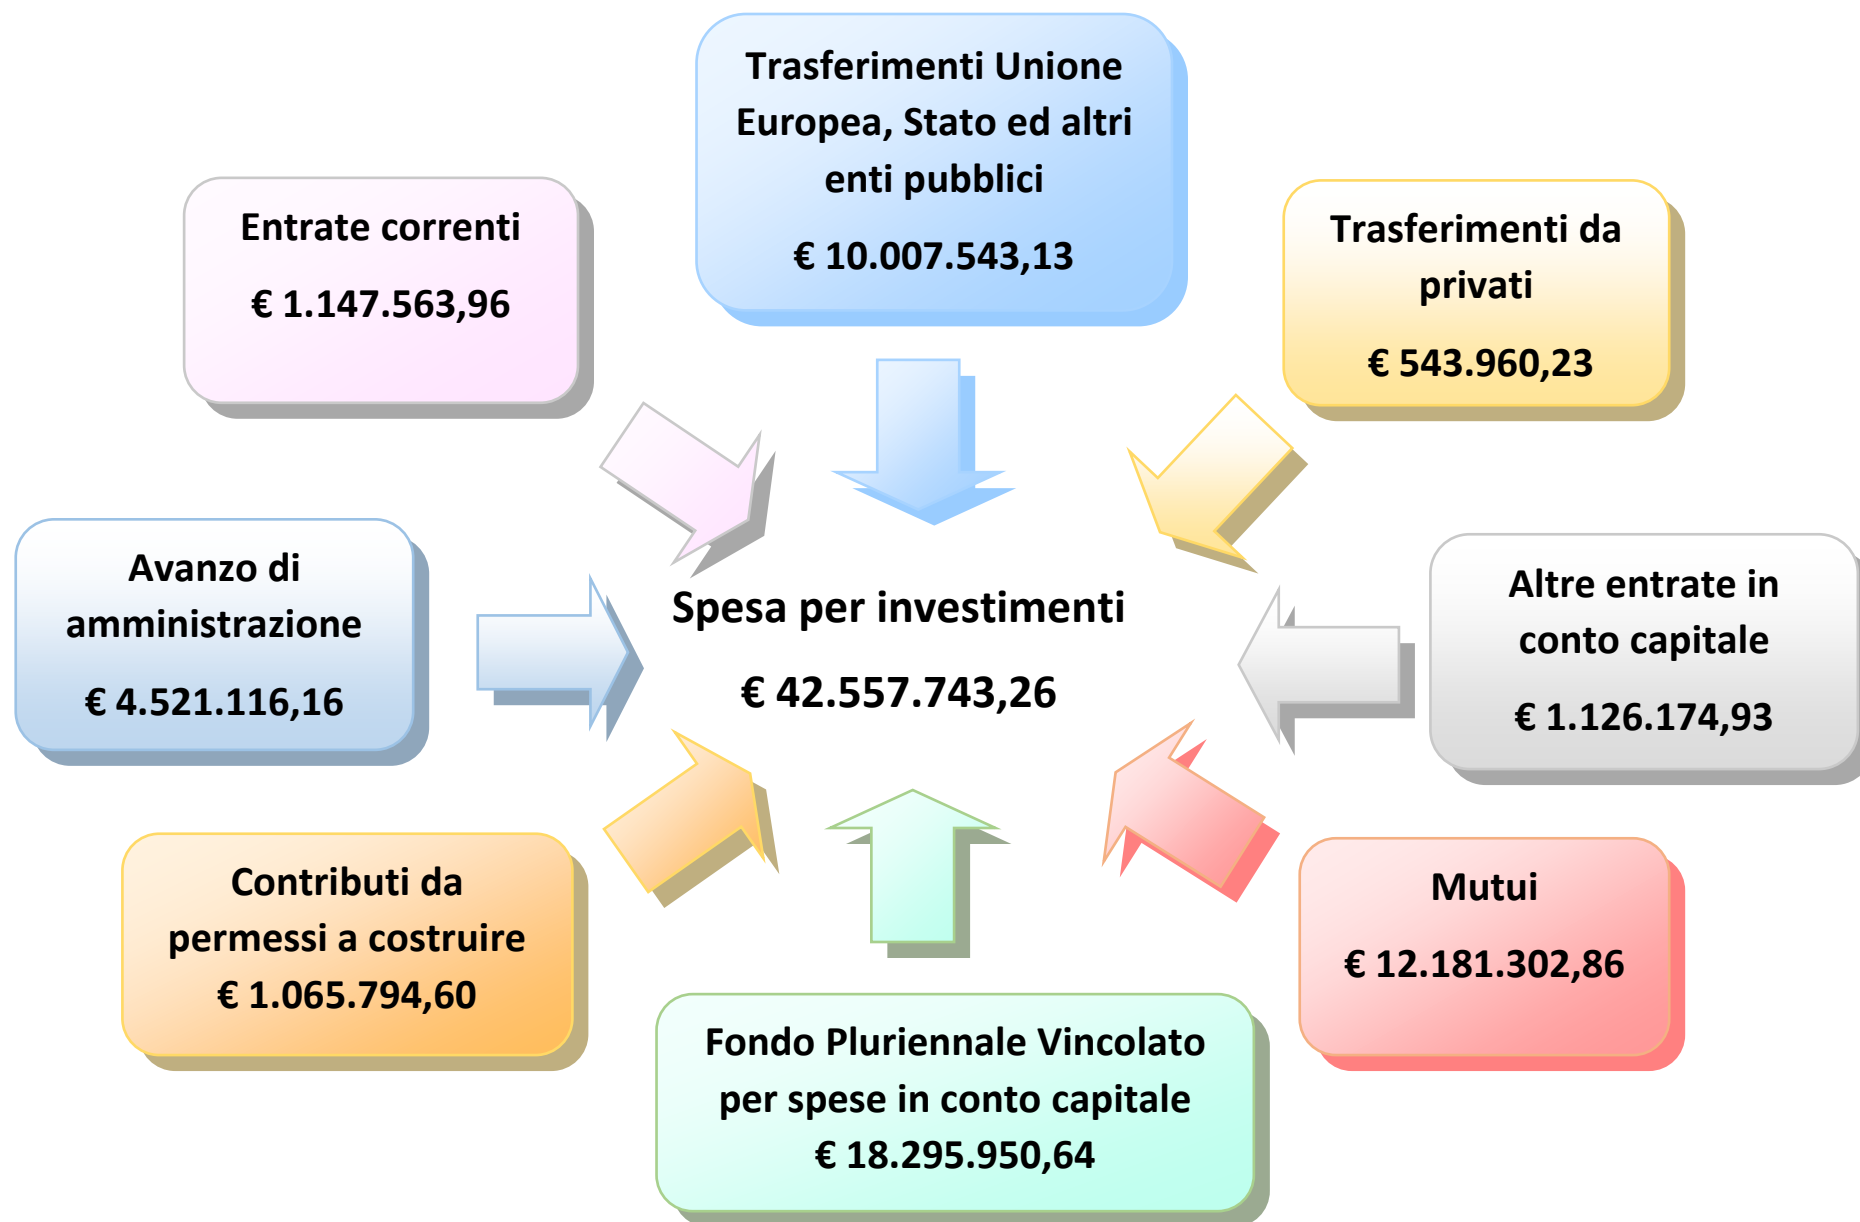 Trasferimenti Unione
Europea, Stato ed altri
enti pubblici
€ 10.007.543,13
Entrate correnti
€ 1.147.563,96
Trasferimenti da
privati
€ 543.960,23
Avanzo di
amministrazione
€ 4.521.116,16
Spesa per investimenti
€ 42.557.743,26
Altre entrate in
conto capitale
€ 1.126.174,93
Contributi da
permessi a costruire
€ 1.065.794,60
Mutui
€ 12.181.302,86
Fondo Pluriennale Vincolato
per spese in conto capitale
€ 18.295.950,64